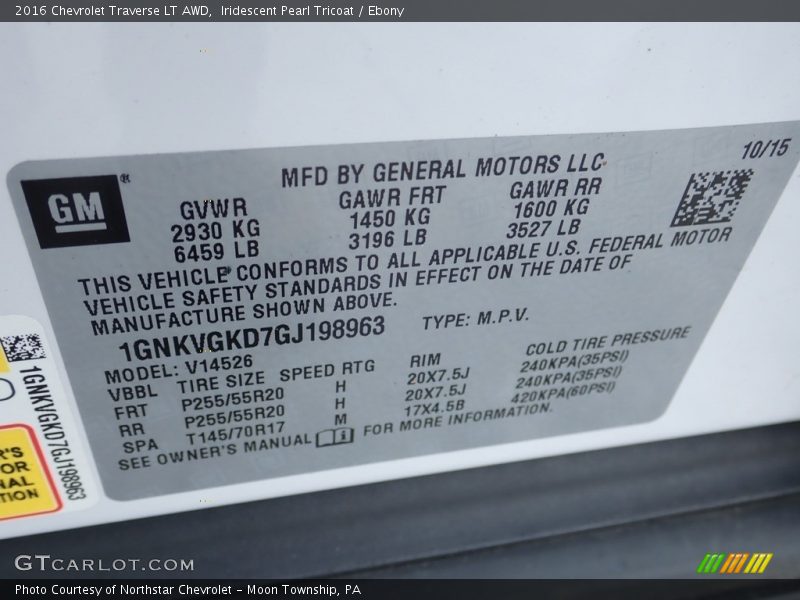 2016 Chevrolet Traverse LT AWD,  Iridescent Pearl Tricoat / Ebony
MFD BY GENERAL MOTORS LLC
10/15
GM®
GVWR GAWR FRT GAWR RR
2930 KG 1450 KG 1600 KG
6459 LB 3196 LB 3527 LB
THIS VEHICLE CONFORMS TO ALL APPLICABLE U.S. FEDERAL MOTOR
VEHICLE SAFETY STANDARDS IN EFFECT ON THE DATE OF
MANUFACTURE SHOWN ABOVE.
1GNKVGKD7GJ198963 TYPE: M.P.V.
MODEL: V14526
VBBL TIRE SIZE SPEED RTG RIM COLD TIRE PRESSURE
FRT P255/55R20 H 20X7.5J 240KPA(35PSI)
RR P255/55R20 H 20X7.5J 240KPA(35PSI)
SPA T145/70R17 M 17X4.5B 420KPA(60PSI)
SEE OWNER'S MANUAL FOR MORE INFORMATION.
1GNKVGKD7GJ198963
R'S
OR
NAL
TION
GTCARLOT.COM
Photo Courtesy of Northstar Chevrolet - Moon Township, PA